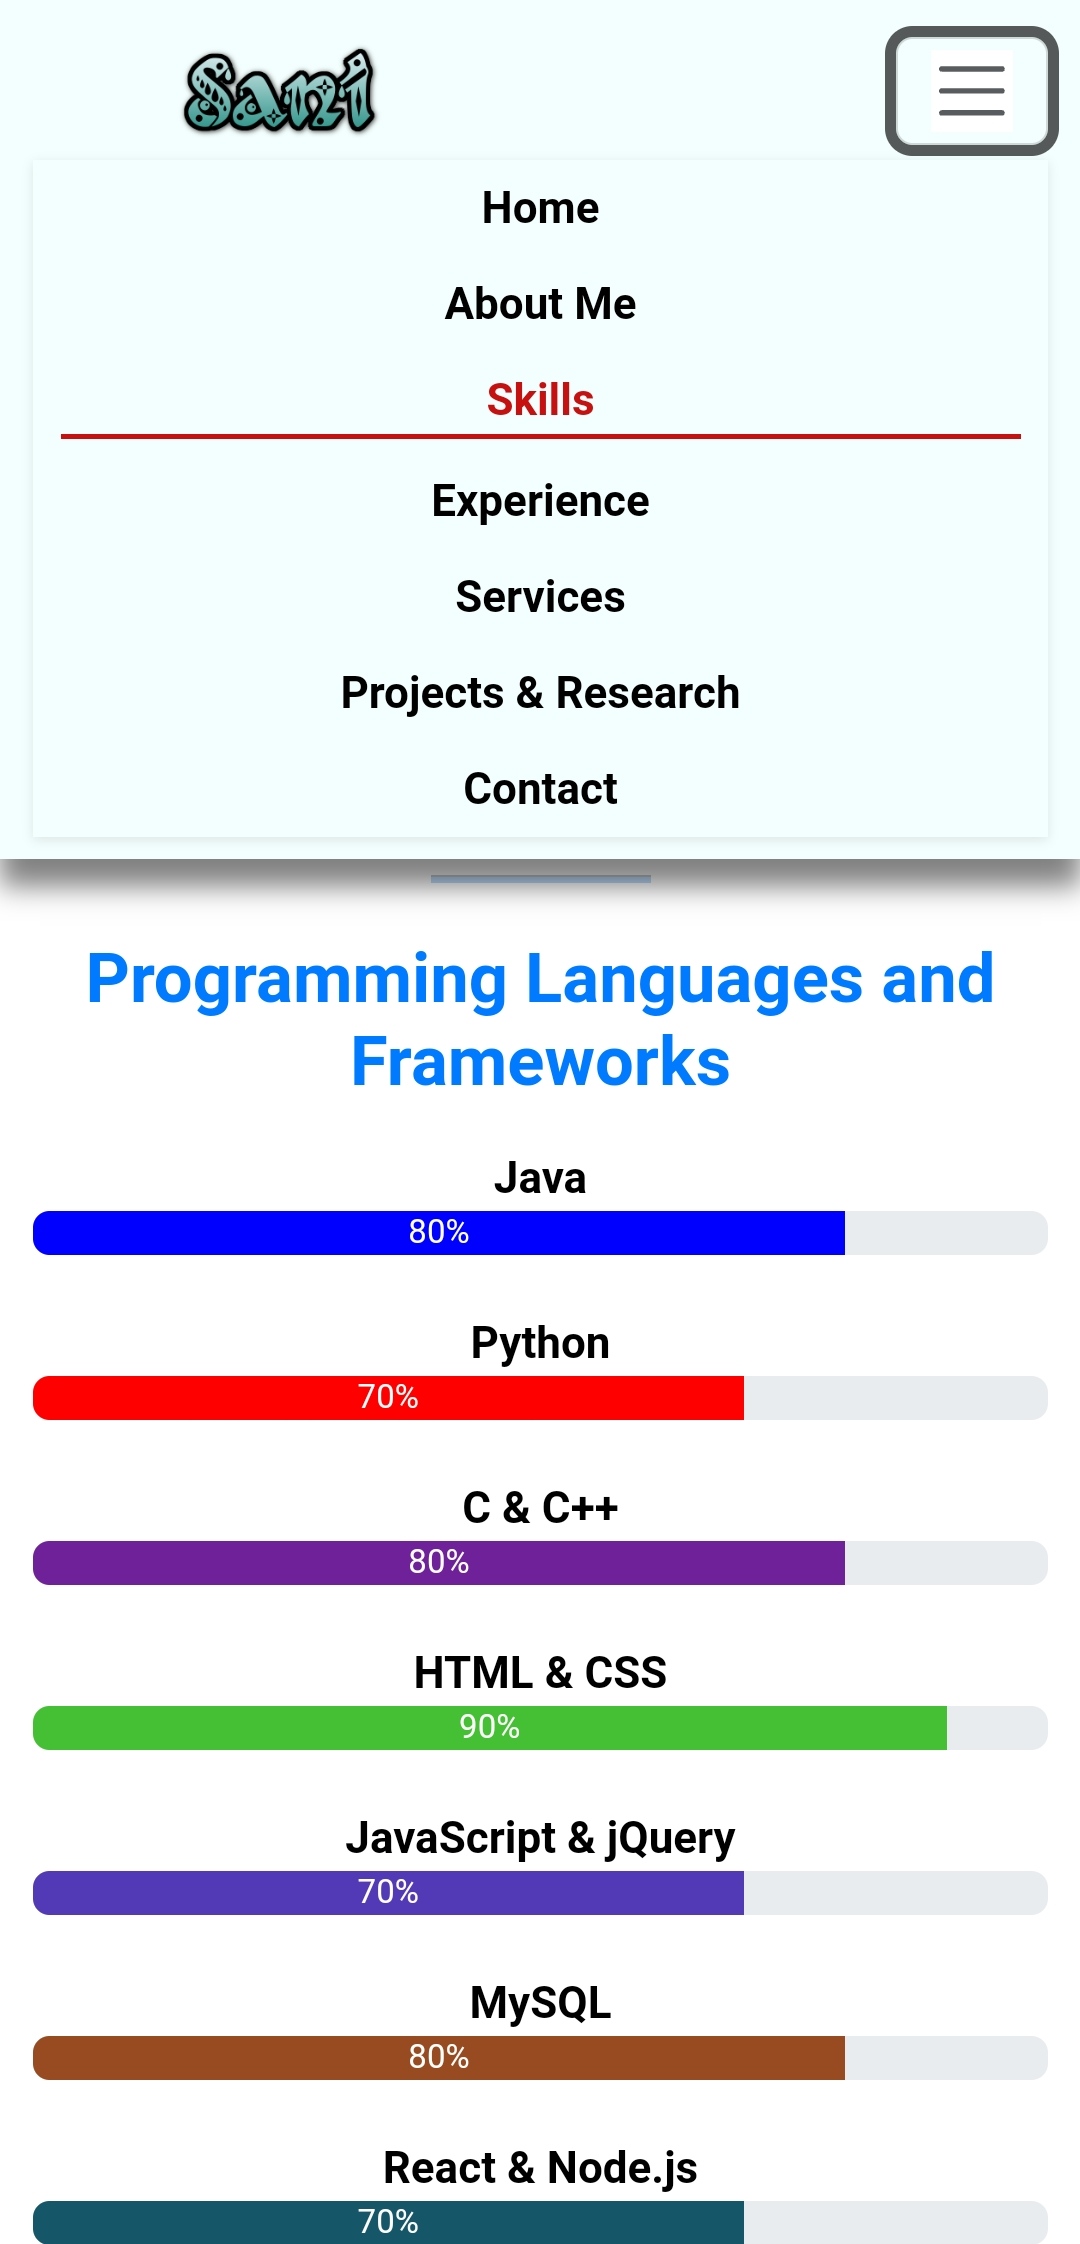 Sani
Home
About Me
Skills
Experience
Services
Projects & Research
Contact
Programming Languages and
Frameworks
Java
80%
Python
70%
C & C++
80%
HTML & CSS
90%
JavaScript & jQuery
70%
MySQL
80%
React & Node.js
70%